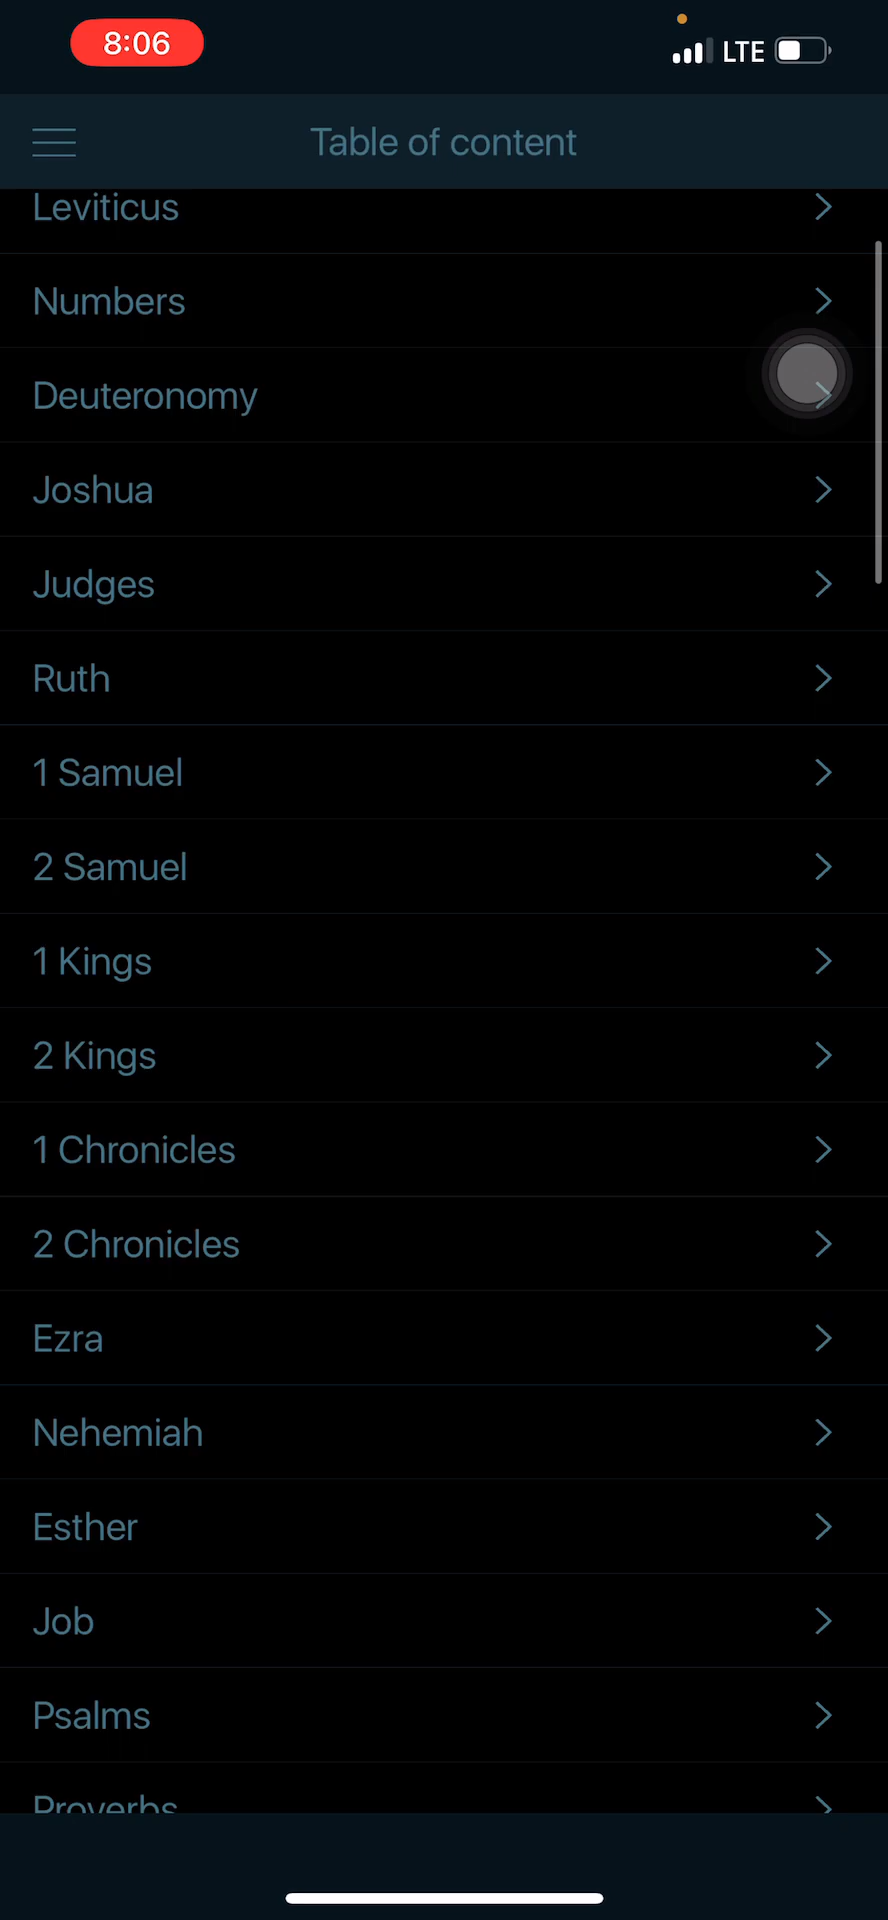 8:06
LTE
Table of content
Leviticus
Numbers
Deuteronomy
Joshua
Judges
Ruth
1 Samuel
2 Samuel
1 Kings
2 Kings
1 Chronicles
2 Chronicles
Ezra
Nehemiah
Esther
Job
Psalms
Proverbs